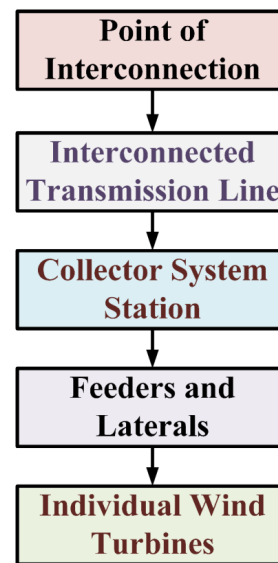 Point of
Interconnection
Interconnected
Transmission Line
Collector System
Station
Feeders and
Laterals
Individual Wind
Turbines